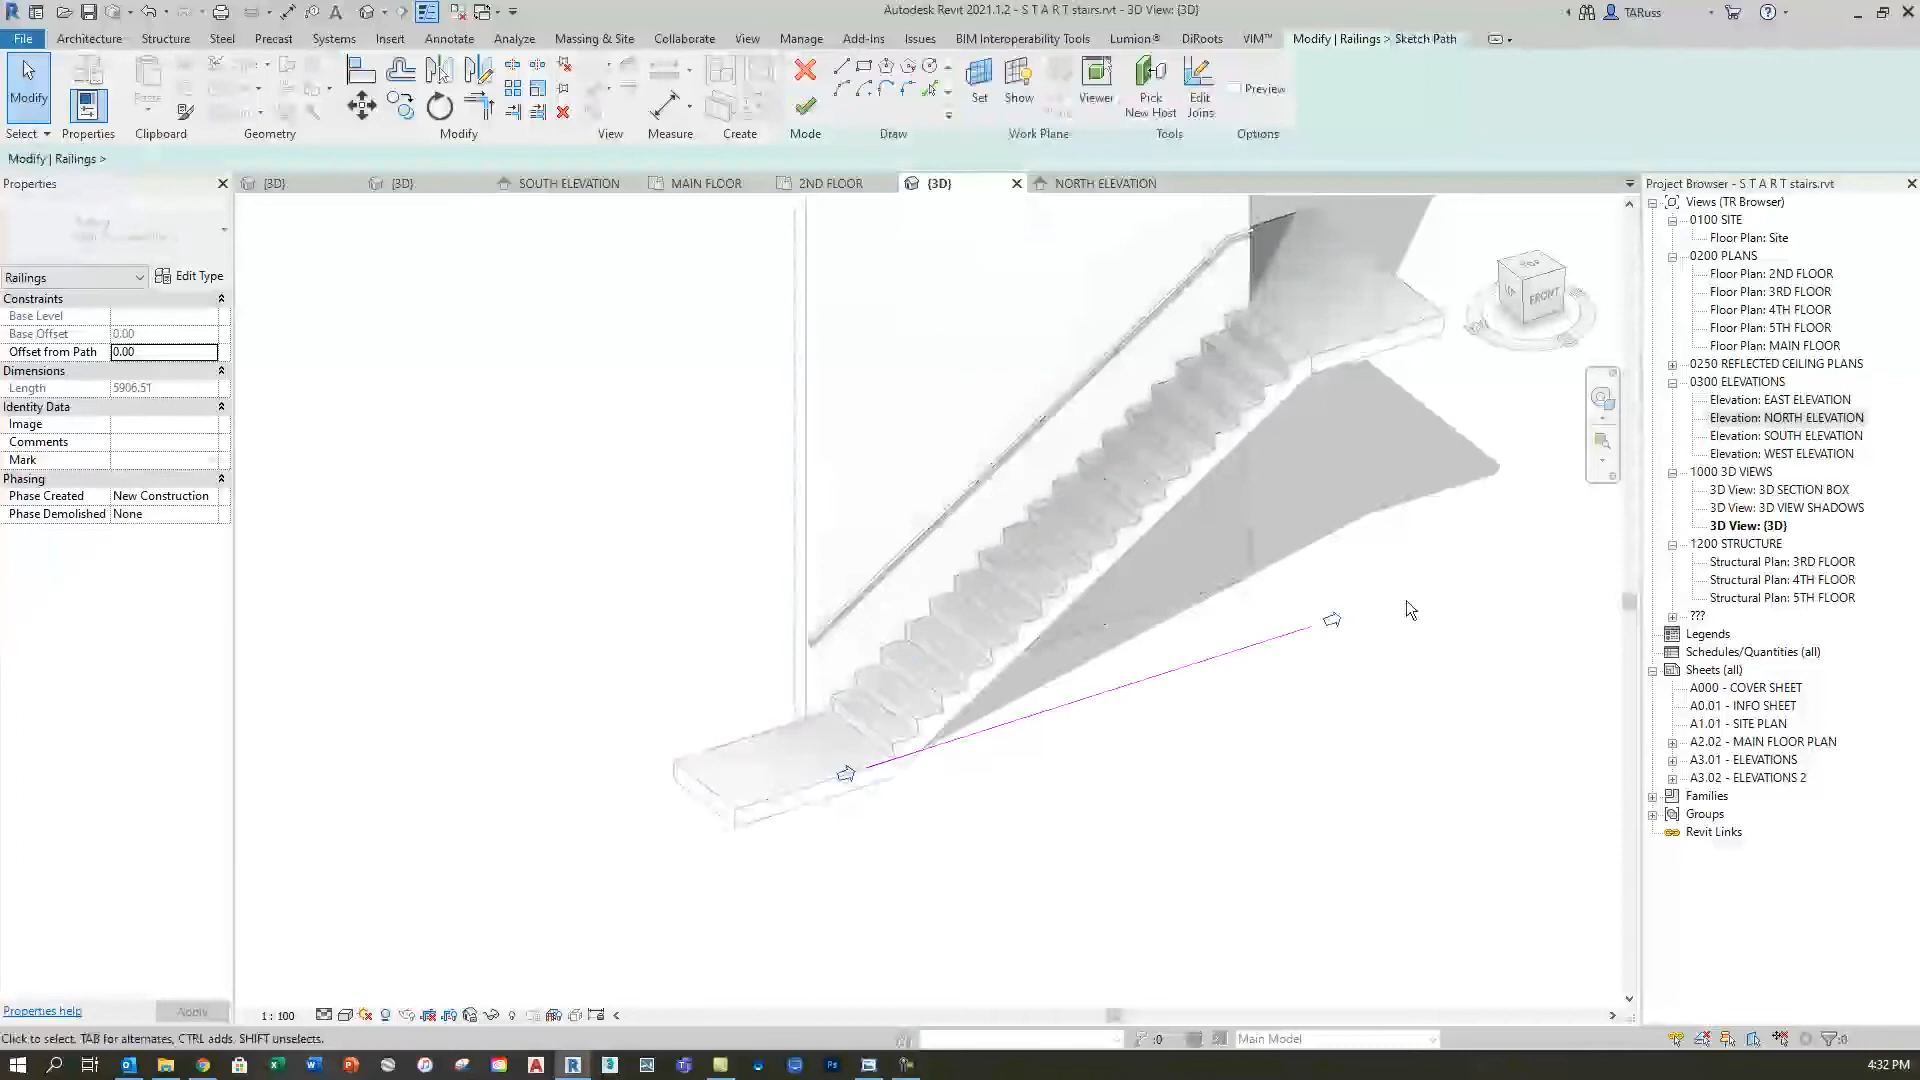 Autodesk Revit 2021.1.2 - S T A R T stairs.rvt - 3D View: {3D}
TARuss
File Architecture Structure Steel Precast Systems Insert Annotate Analyze Massing & Site Collaborate View Manage Add-Ins Issues BIM Interoperability Tools Lumion® DiRoots VIM™ Modify | Railings > Sketch Path
Modify
Paste
Set Show Viewer Pick New Host Edit Joins Preview
Select Properties Clipboard Geometry Modify View Measure Create Mode Draw Work Plane Tools Options
Modify | Railings >
Properties
{3D} {3D} SOUTH ELEVATION MAIN FLOOR 2ND FLOOR {3D} NORTH ELEVATION
Project Browser - S T A R T stairs.rvt
Railings Edit Type
Constraints
Base Level
Base Offset 0.00
Offset from Path 0.00
Dimensions
Length 5906.51
Identity Data
Image
Comments
Mark
Phasing
Phase Created New Construction
Phase Demolished None
TOP
FRONT
Views (TR Browser)
0100 SITE
Floor Plan: Site
0200 PLANS
Floor Plan: 2ND FLOOR
Floor Plan: 3RD FLOOR
Floor Plan: 4TH FLOOR
Floor Plan: 5TH FLOOR
Floor Plan: MAIN FLOOR
0250 REFLECTED CEILING PLANS
0300 ELEVATIONS
Elevation: EAST ELEVATION
Elevation: NORTH ELEVATION
Elevation: SOUTH ELEVATION
Elevation: WEST ELEVATION
1000 3D VIEWS
3D View: 3D SECTION BOX
3D View: 3D VIEW SHADOWS
3D View: {3D}
1200 STRUCTURE
Structural Plan: 3RD FLOOR
Structural Plan: 4TH FLOOR
Structural Plan: 5TH FLOOR
???
Legends
Schedules/Quantities (all)
Sheets (all)
A000 - COVER SHEET
A0.01 - INFO SHEET
A1.01 - SITE PLAN
A2.02 - MAIN FLOOR PLAN
A3.01 - ELEVATIONS
A3.02 - ELEVATIONS 2
Families
Groups
Revit Links
Properties help Apply
1 : 100
Click to select, TAB for alternates, CTRL adds, SHIFT unselects.
:0 Main Model :0
4:32 PM